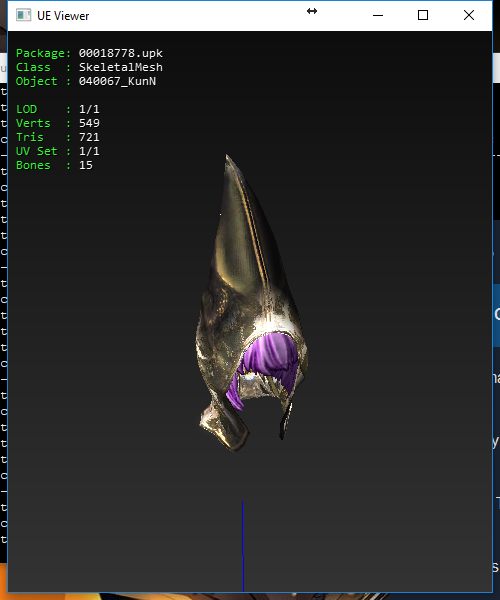 UE Viewer
Package: 00018778.upk
Class  : SkeletalMesh
Object : 040067_KunN
LOD    : 1/1
Verts  : 549
Tris   : 721
UV Set : 1/1
Bones  : 15